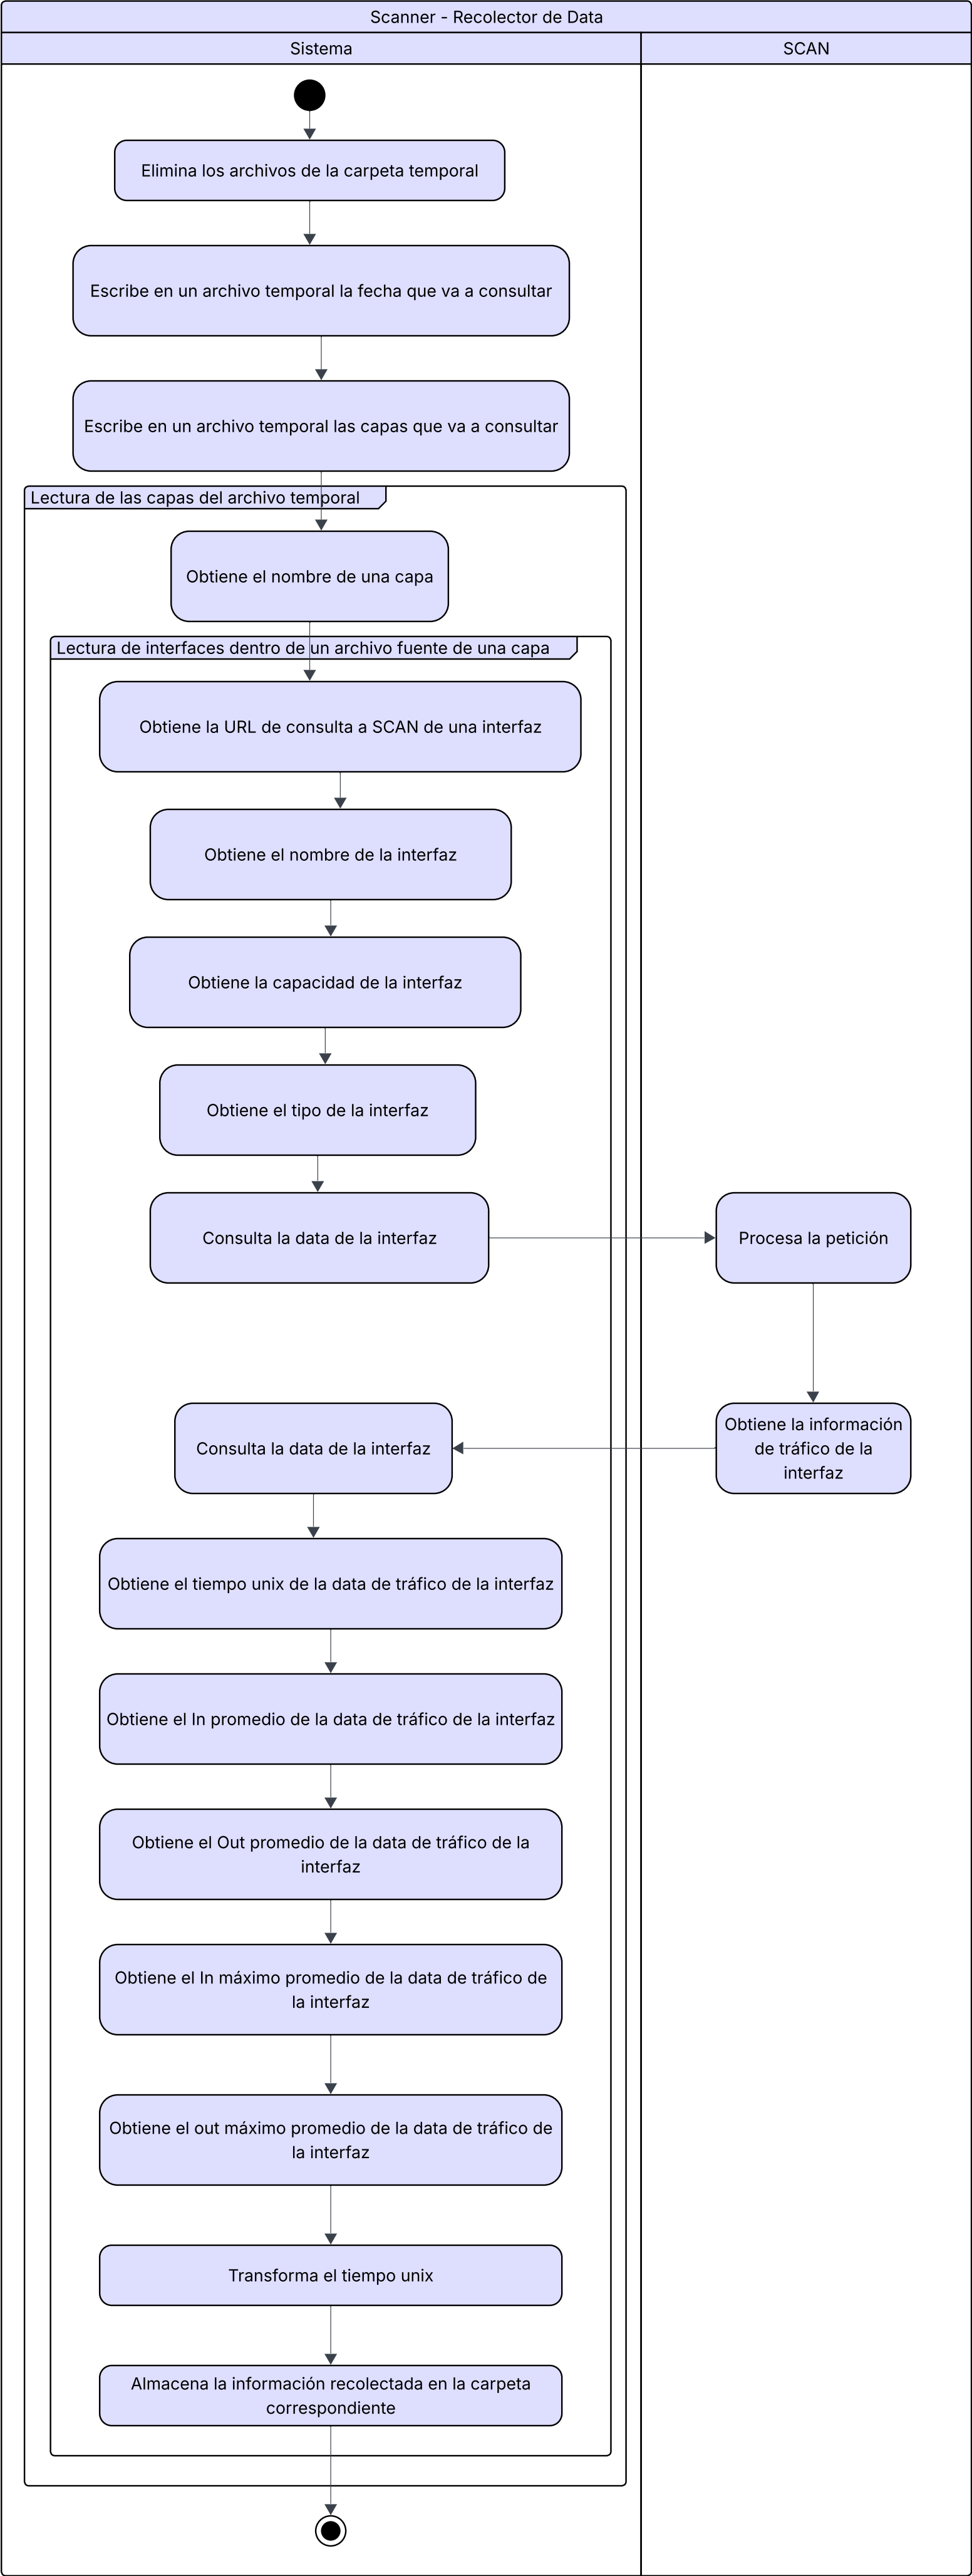 Scanner - Recolector de Data
Sistema
SCAN
Elimina los archivos de la carpeta temporal
Escribe en un archivo temporal la fecha que va a consultar
Escribe en un archivo temporal las capas que va a consultar
Lectura de las capas del archivo temporal
Obtiene el nombre de una capa
Lectura de interfaces dentro de un archivo fuente de una capa
Obtiene la URL de consulta a SCAN de una interfaz
Obtiene el nombre de la interfaz
Obtiene la capacidad de la interfaz
Obtiene el tipo de la interfaz
Consulta la data de la interfaz
Procesa la petición
Obtiene la información
de tráfico de la
interfaz
Consulta la data de la interfaz
Obtiene el tiempo unix de la data de tráfico de la interfaz
Obtiene el In promedio de la data de tráfico de la interfaz
Obtiene el Out promedio de la data de tráfico de la
interfaz
Obtiene el In máximo promedio de la data de tráfico de
la interfaz
Obtiene el out máximo promedio de la data de tráfico de
la interfaz
Transforma el tiempo unix
Almacena la información recolectada en la carpeta
correspondiente